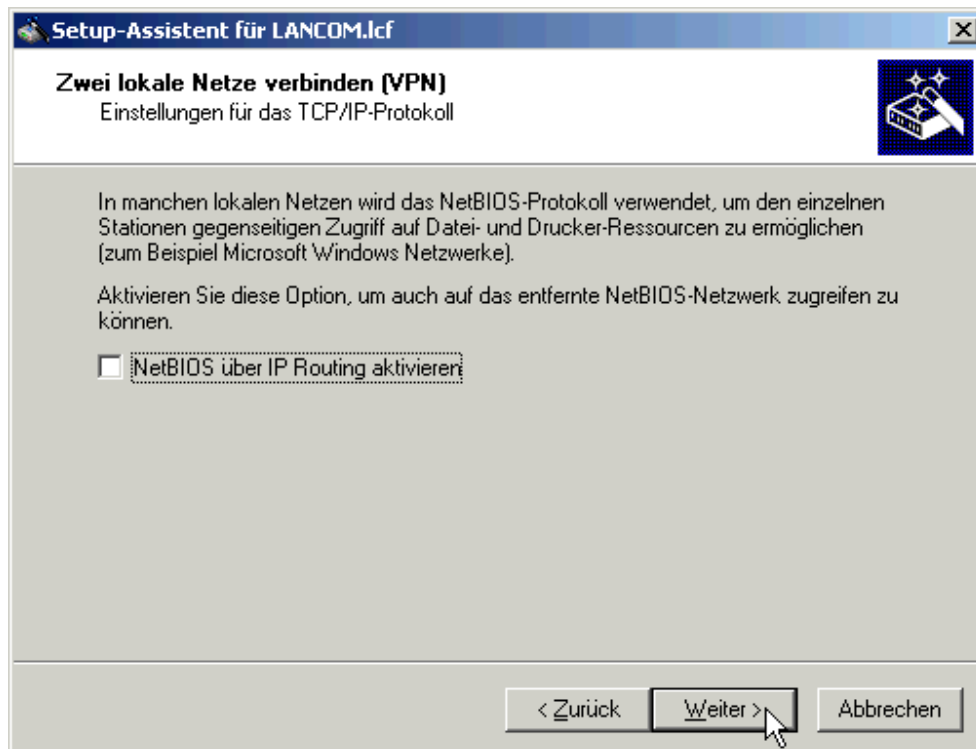 Setup-Assistent für LANCOM.lcf
Zwei lokale Netze verbinden (VPN)
Einstellungen für das TCP/IP-Protokoll
In manchen lokalen Netzen wird das NetBIOS-Protokoll verwendet, um den einzelnen
Stationen gegenseitigen Zugriff auf Datei- und Drucker-Ressourcen zu ermöglichen
(zum Beispiel Microsoft Windows Netzwerke).
Aktivieren Sie diese Option, um auch auf das entfernte NetBIOS-Netzwerk zugreifen zu
können.
NetBIOS über IP Routing aktivieren
< Zurück
Weiter >
Abbrechen